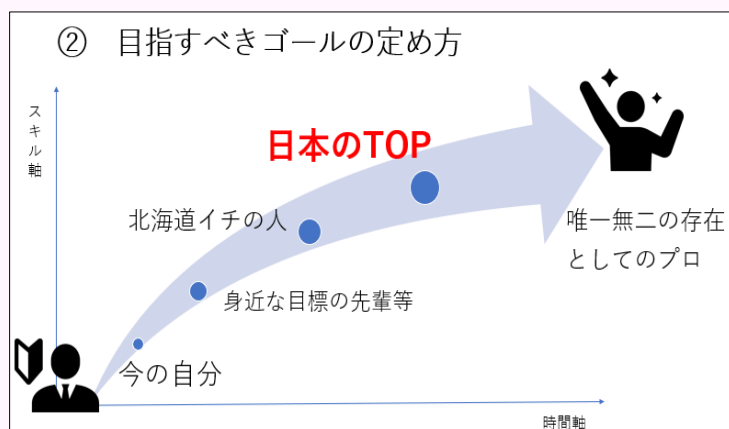 ② 目指すべきゴールの定め方
スキル軸
日本のTOP
北海道イチの人
唯一無二の存在
としてのプロ
身近な目標の先輩等
今の自分
時間軸